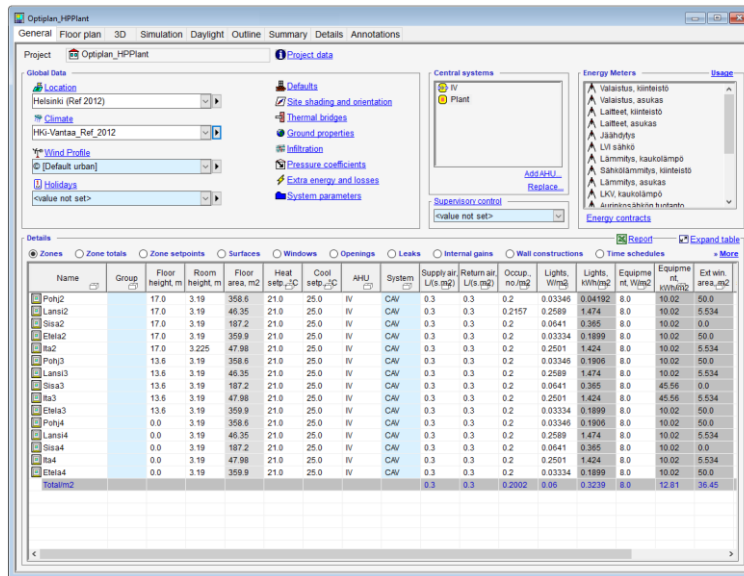 Optiplan_HPPlant
General Floor plan 3D Simulation Daylight Outline Summary Details Annotations
Project Optiplan_HPPlant Project data
Global Data
Location
Helsinki (Ref 2012)
Climate
HKi-Vantaa_Ref_2012
Wind Profile
© [Default urban]
Holidays
<value not set>
Defaults
Site shading and orientation
Thermal bridges
Ground properties
Infiltration
Pressure coefficients
Extra energy and losses
System parameters
Central systems
IV
Plant
Add AHU...
Replace...
Supervisory control
<value not set>
Energy Meters Usage
Valaistus, kiinteistö
Valaistus, asukas
Laitteet, kiinteistö
Laitteet, asukas
Jäähdytys
LVI sähkö
Lämmitys, kaukolämpö
Sähkölämmitys, kiinteistö
Lämmitys, asukas
LKV, kaukolämpö
Aurinkosähkön tuotanto
Energy contracts
Details Report Expand table
Zones Zone totals Zone setpoints Surfaces Windows Openings Leaks Internal gains Wall constructions Time schedules » More
Name Group Floor height, m Room height, m Floor area, m2 Heat setp., °C Cool setp., °C AHU System Supply air, L/(s.m2) Return air, L/(s.m2) Occup., no./m2 Lights, W/m2 Lights, kWh/m2 Equipme nt, W/m2 Equipme nt, kWh/m2 Ext win. area, m2
Pohj2 17.0 3.19 358.6 21.0 25.0 IV CAV 0.3 0.3 0.2 0.03346 0.04192 8.0 10.02 50.0
Lansi2 17.0 3.19 46.35 21.0 25.0 IV CAV 0.3 0.3 0.2157 0.2589 1.474 8.0 10.02 5.534
Sisa2 17.0 3.19 187.2 21.0 25.0 IV CAV 0.3 0.3 0.2 0.0641 0.365 8.0 10.02 0.0
Etela2 17.0 3.19 359.9 21.0 25.0 IV CAV 0.3 0.3 0.2 0.03334 0.1899 8.0 10.02 50.0
Ita2 17.0 3.225 47.98 21.0 25.0 IV CAV 0.3 0.3 0.2 0.2501 1.424 8.0 10.02 5.534
Pohj3 13.6 3.19 358.6 21.0 25.0 IV CAV 0.3 0.3 0.2 0.03346 0.1906 8.0 10.02 50.0
Lansi3 13.6 3.19 46.35 21.0 25.0 IV CAV 0.3 0.3 0.2 0.2589 1.474 8.0 10.02 5.534
Sisa3 13.6 3.19 187.2 21.0 25.0 IV CAV 0.3 0.3 0.2 0.0641 0.365 8.0 45.56 0.0
Ita3 13.6 3.19 47.98 21.0 25.0 IV CAV 0.3 0.3 0.2 0.2501 1.424 8.0 45.56 5.534
Etela3 13.6 3.19 359.9 21.0 25.0 IV CAV 0.3 0.3 0.2 0.03334 0.1899 8.0 10.02 50.0
Pohj4 0.0 3.19 358.6 21.0 25.0 IV CAV 0.3 0.3 0.2 0.03346 0.1906 8.0 10.02 50.0
Lansi4 0.0 3.19 46.35 21.0 25.0 IV CAV 0.3 0.3 0.2 0.2589 1.474 8.0 10.02 5.534
Sisa4 0.0 3.19 187.2 21.0 25.0 IV CAV 0.3 0.3 0.2 0.0641 0.365 8.0 10.02 0.0
Ita4 0.0 3.19 47.98 21.0 25.0 IV CAV 0.3 0.3 0.2 0.2501 1.424 8.0 10.02 5.534
Etela4 0.0 3.19 359.9 21.0 25.0 IV CAV 0.3 0.3 0.2 0.03334 0.1899 8.0 10.02 50.0
Total/m2 0.3 0.3 0.2002 0.06 0.3239 8.0 12.81 36.45